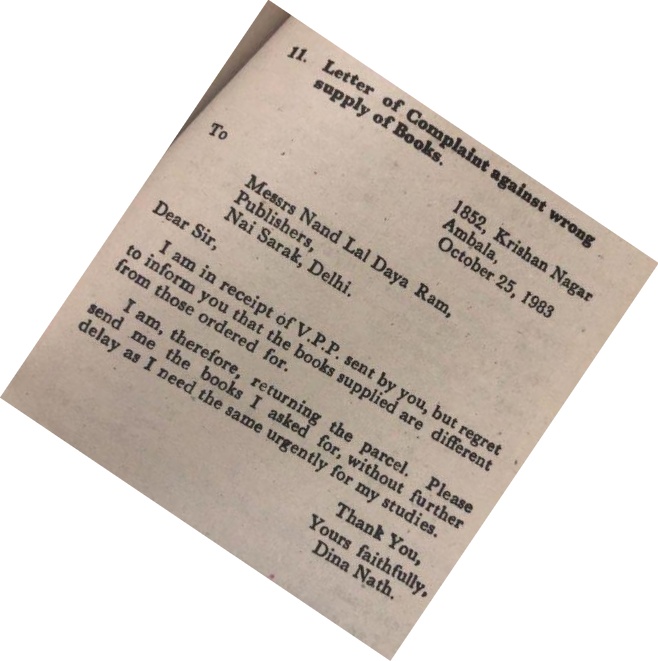 11. Letter of Complaint against wrong
supply of Books.
1852, Krishan Nagar
Ambala,
October 25, 1983
To
Messrs Nand Lal Daya Ram,
Publishers,
Nai Sarak, Delhi.
Dear Sir,
I am in receipt of V.P.P. sent by you, but regret
to inform you that the books supplied are different
from those ordered for.
I am, therefore, returning the parcel. Please
send me the books I asked for, without further
delay as I need the same urgently for my studies.
Thank You,
Yours faithfully,
Dina Nath.